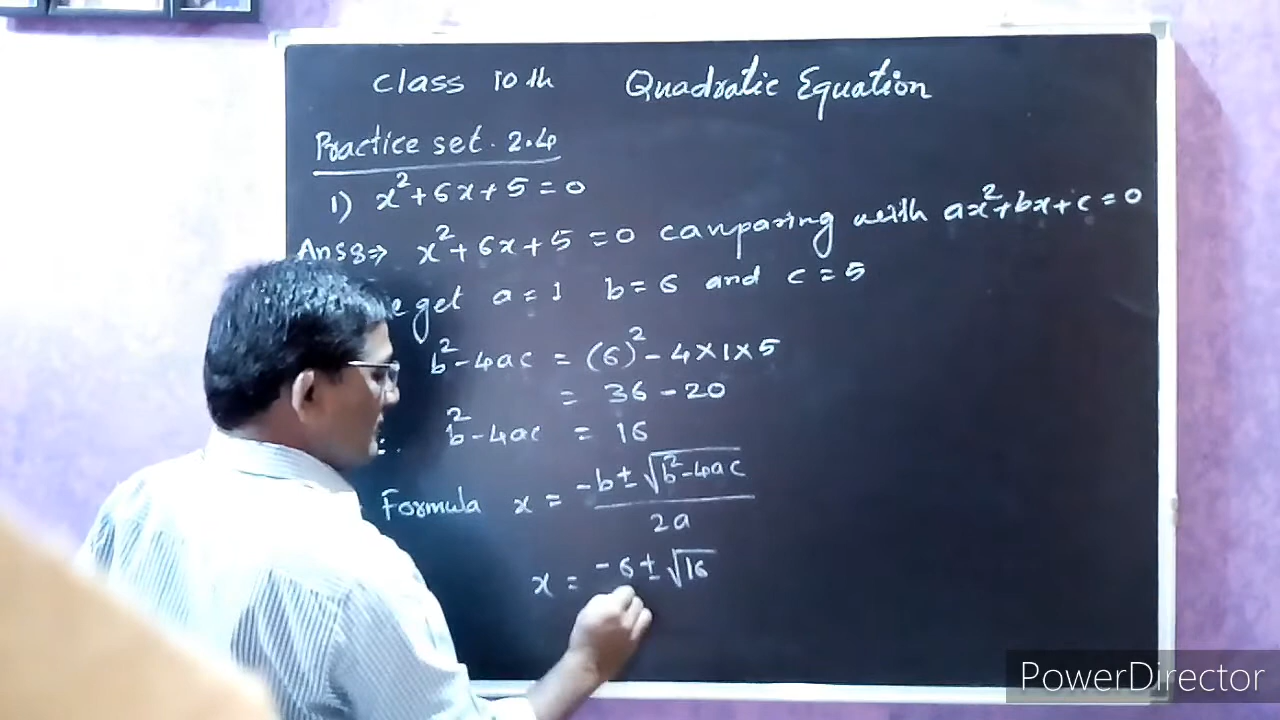 class 10th Quadratic Equation
Practice set. 2.4
1) x²+6x+5=0
Ans⇒ x²+6x+5=0 canparing with ax²+bx+c=0
get a=1 b=6 and c=5
b²-4ac = (6)²-4×1×5
= 36-20
b²-4ac = 16
Formula x = -b±√b²-4ac / 2a
x = -6±√16
PowerDirector